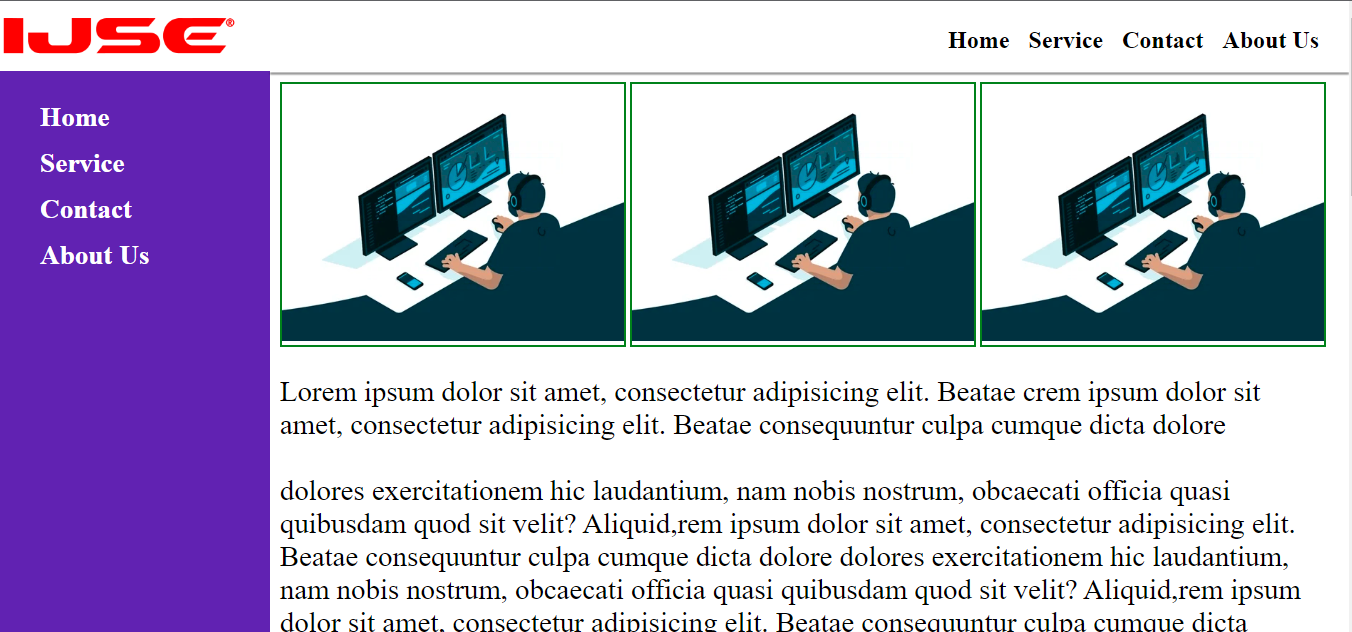 IJSE®
Home Service Contact About Us
Home
Service
Contact
About Us
Lorem ipsum dolor sit amet, consectetur adipisicing elit. Beatae crem ipsum dolor sit
amet, consectetur adipisicing elit. Beatae consequuntur culpa cumque dicta dolore
dolores exercitationem hic laudantium, nam nobis nostrum, obcaecati officia quasi
quibusdam quod sit velit? Aliquid,rem ipsum dolor sit amet, consectetur adipisicing elit.
Beatae consequuntur culpa cumque dicta dolore dolores exercitationem hic laudantium,
nam nobis nostrum, obcaecati officia quasi quibusdam quod sit velit? Aliquid,rem ipsum
dolor sit amet, consectetur adipisicing elit. Beatae consequuntur culpa cumque dicta